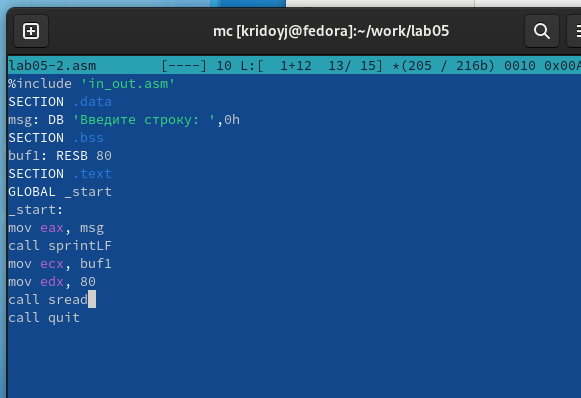 mc [kridoyj@fedora]:~/work/lab05
lab05-2.asm [----] 10 L:[ 1+12 13/ 15] *(205 / 216b) 0010 0x00A
%include 'in_out.asm'
SECTION .data
msg: DB 'Введите строку: ',0h
SECTION .bss
buf1: RESB 80
SECTION .text
GLOBAL _start
_start:
mov eax, msg
call sprintLF
mov ecx, buf1
mov edx, 80
call sread
call quit